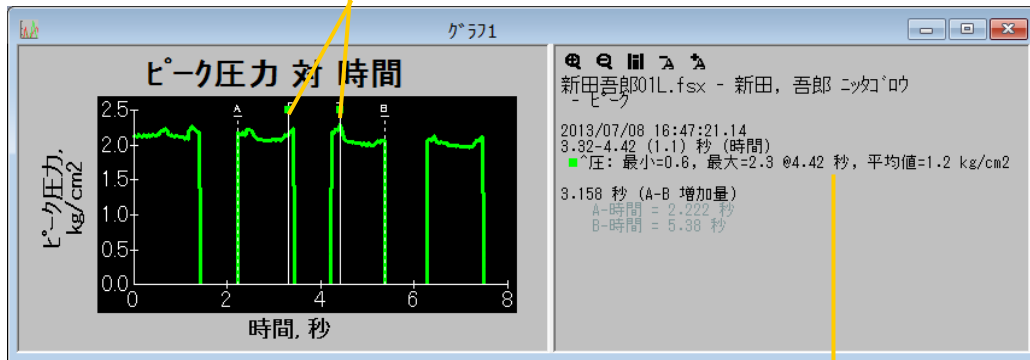 グラフ1
ピーク圧力 対 時間
ピーク圧力, kg/cm2
2.5
2.0
1.0
0.5
0.0
0
2
4
6
8
A
B
時間, 秒
新田吾郎01L.fsx - 新田, 吾郎 ニッタゴロウ
- ピーク
2013/07/08 16:47:21.14
3.32-4.42 (1.1) 秒 (時間)
^圧: 最小=0.6, 最大=2.3 @4.42 秒, 平均値=1.2 kg/cm2
3.158 秒 (A-B 増加量)
A-時間 = 2.222 秒
B-時間 = 5.38 秒